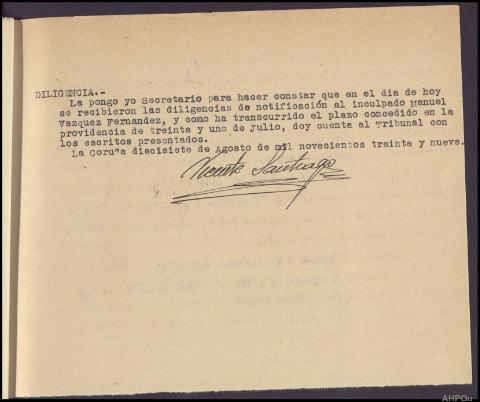 DILIGENCIA.-
La pongo yo Secretario para hacer constar que en el dia de hoy
se recibieron las diligencias de notificación al inculpado Manuel
Vazquez Fernandez, y como ha transcurrido el plazo concedido en la
providencia de treinta y uno de Julio, doy cuenta al Tribunal con
los escritos presentados.
La Coru"a diecisiete de Agosto de mil novecientos treinta y nueve.
Vicente Santiago
AHPOu